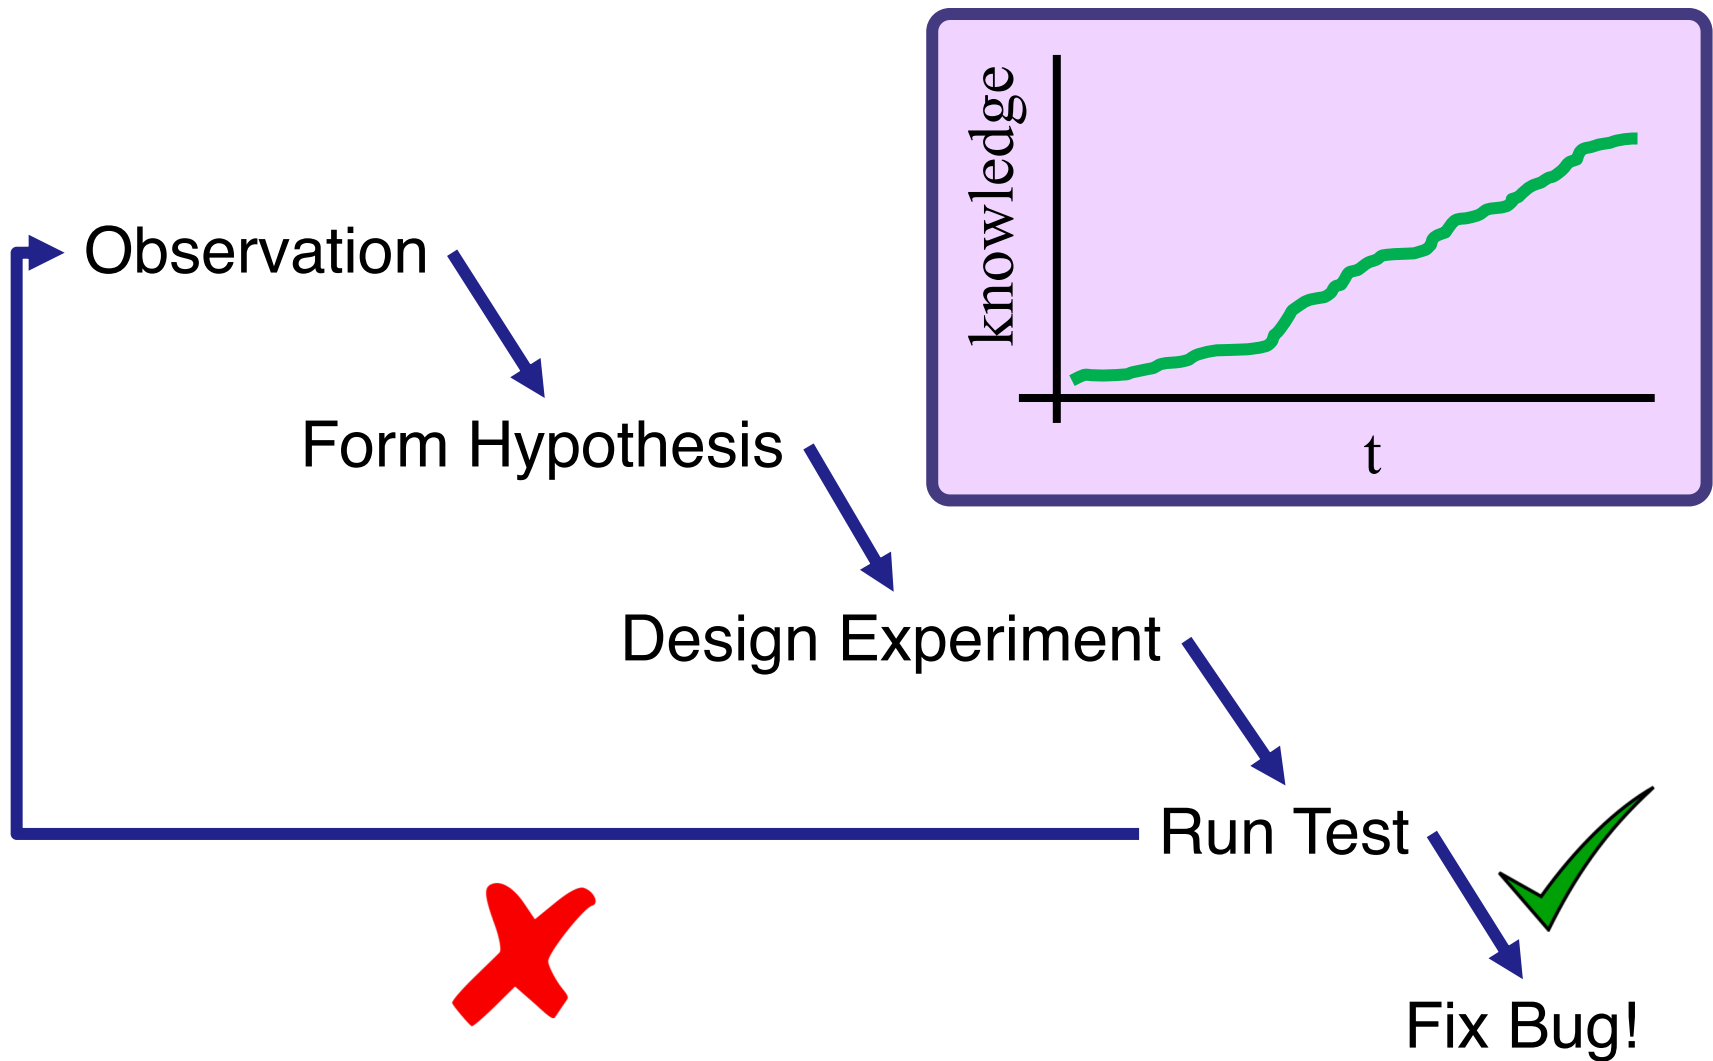 knowledge
t
Observation
Form Hypothesis
Design Experiment
Run Test
Fix Bug!